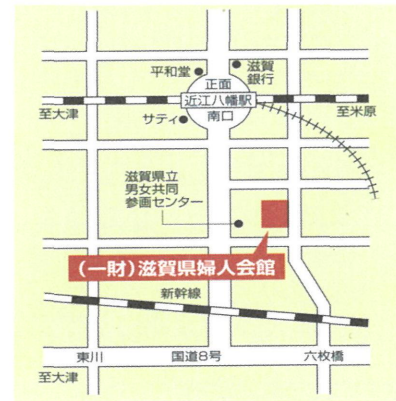 平和堂
滋賀
銀行
正面
近江八幡駅
南口
至大津
サティ
至米原
滋賀県立
男女共同
参画センター
(一財)滋賀県婦人会館
新幹線
東川
国道8号
六枚橋
至大津